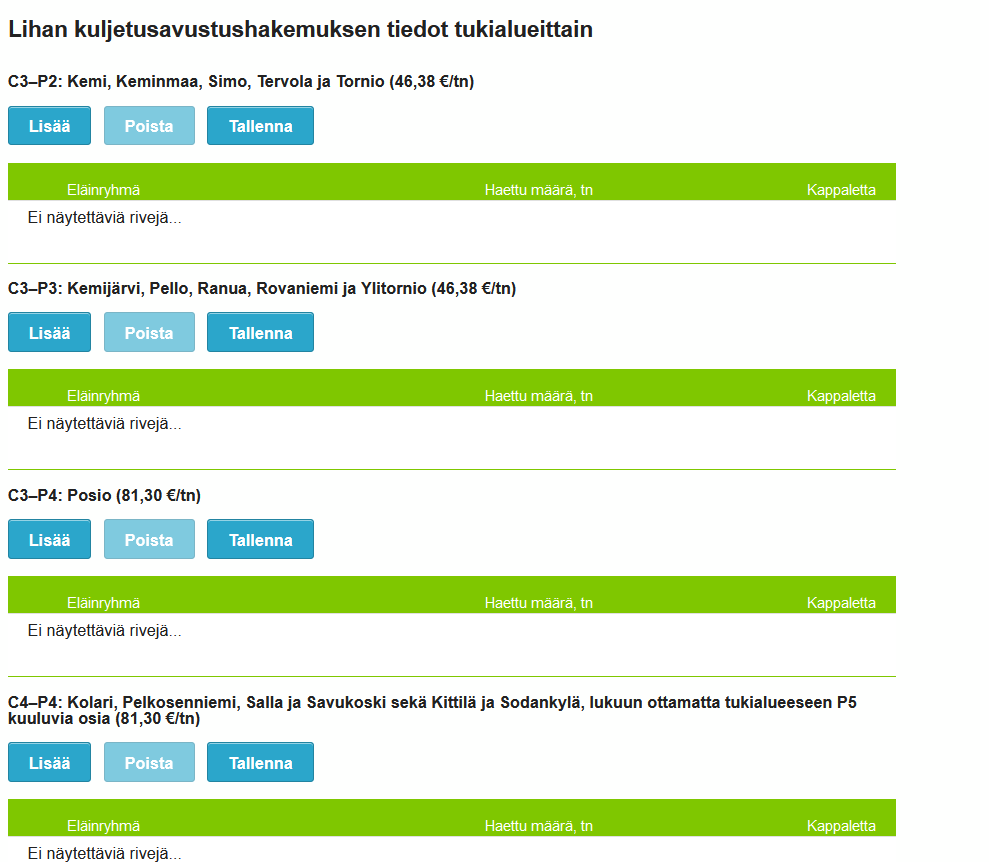 Lihan kuljetusavustushakemuksen tiedot tukialueittain
C3–P2: Kemi, Keminmaa, Simo, Tervola ja Tornio (46,38 €/tn)
Lisää Poista Tallenna
Eläinryhmä Haettu määrä, tn Kappaletta
Ei näytettäviä rivejä...
C3–P3: Kemijärvi, Pello, Ranua, Rovaniemi ja Ylitornio (46,38 €/tn)
Lisää Poista Tallenna
Eläinryhmä Haettu määrä, tn Kappaletta
Ei näytettäviä rivejä...
C3–P4: Posio (81,30 €/tn)
Lisää Poista Tallenna
Eläinryhmä Haettu määrä, tn Kappaletta
Ei näytettäviä rivejä...
C4–P4: Kolari, Pelkosenniemi, Salla ja Savukoski sekä Kittilä ja Sodankylä, lukuun ottamatta tukialueeseen P5
kuuluvia osia (81,30 €/tn)
Lisää Poista Tallenna
Eläinryhmä Haettu määrä, tn Kappaletta
Ei näytettäviä rivejä...